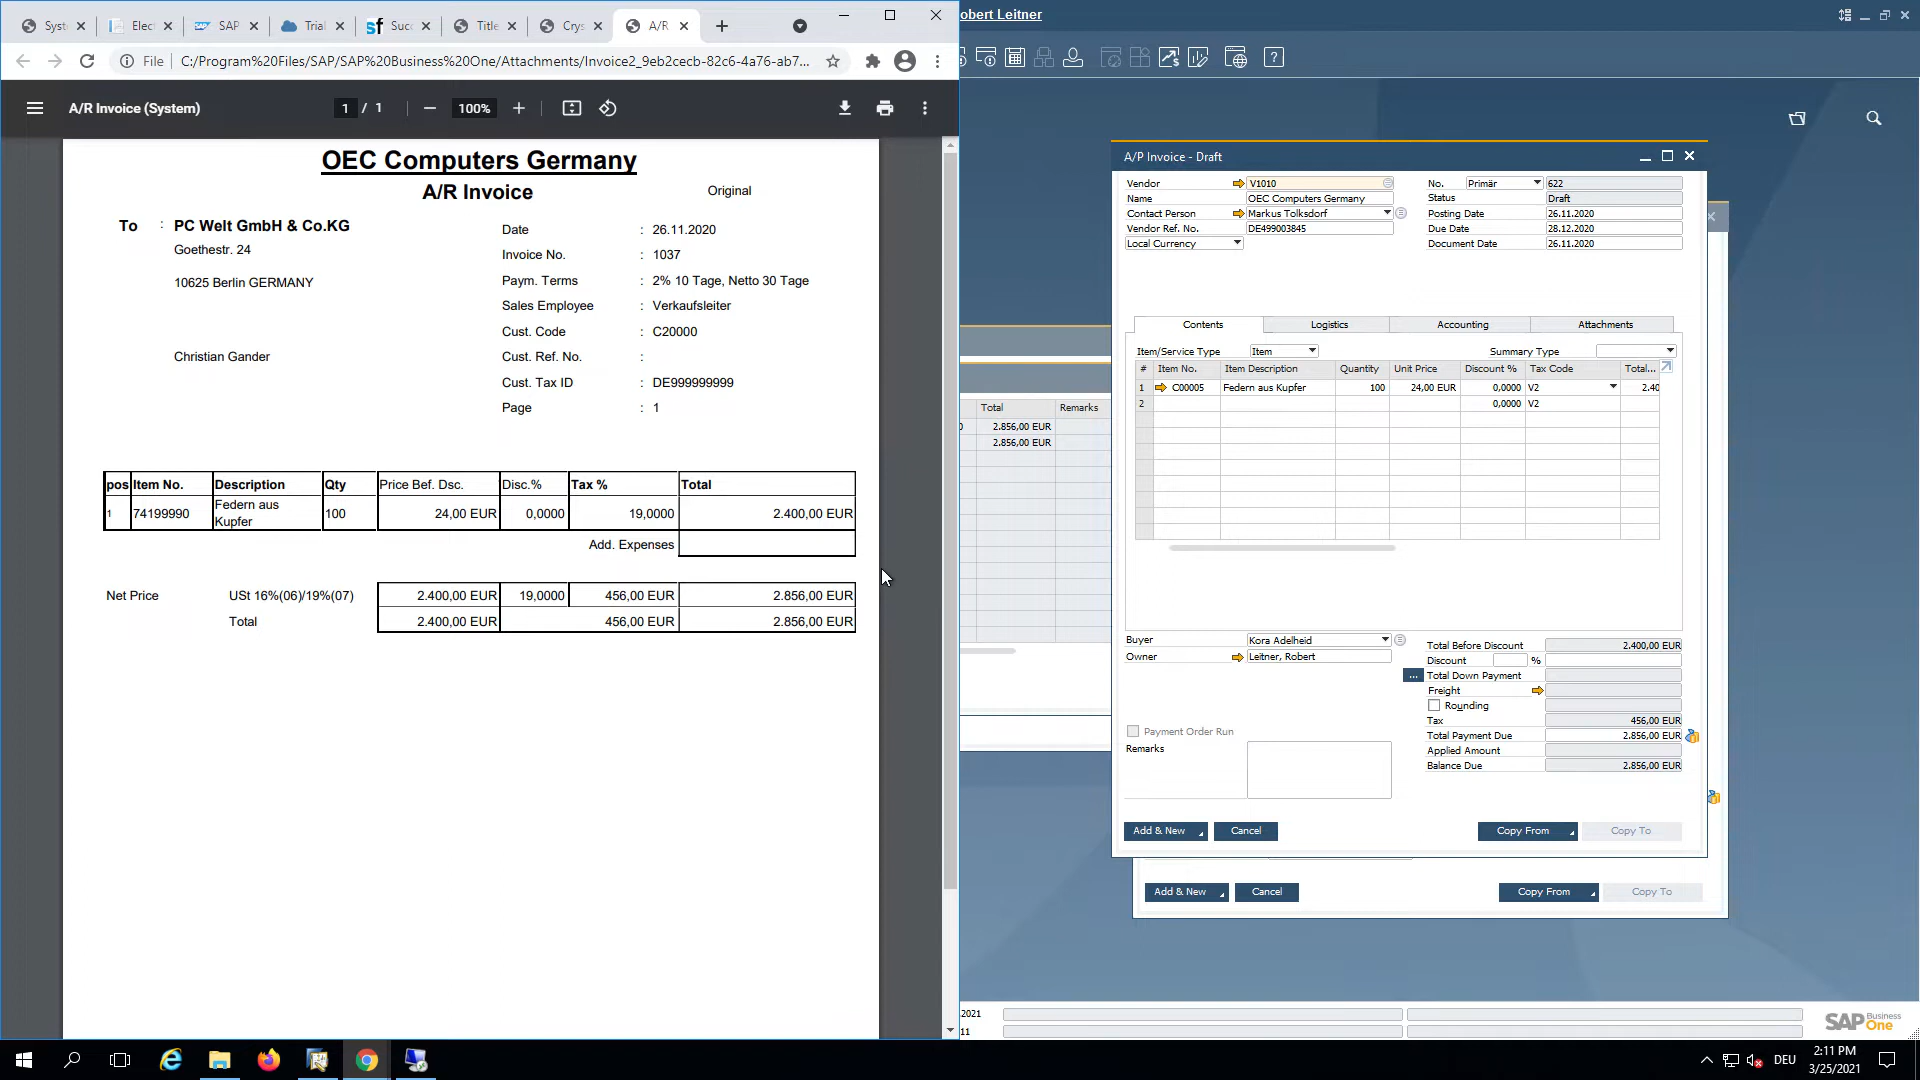 Syst
Elect
SAP
Trial
Succ
Title
Crys
A/R
File
C:/Program%20Files/SAP/SAP%20Business%20One/Attachments/Invoice2_9eb2cecb-82c6-4a76-ab7...
A/R Invoice (System)
1 / 1
100%
OEC Computers Germany
A/R Invoice
Original
To : PC Welt GmbH & Co.KG
Goethestr. 24
10625 Berlin GERMANY
Christian Gander
Date : 26.11.2020
Invoice No. : 1037
Paym. Terms : 2% 10 Tage, Netto 30 Tage
Sales Employee : Verkaufsleiter
Cust. Code : C20000
Cust. Ref. No. :
Cust. Tax ID : DE999999999
Page : 1
pos Item No. Description Qty Price Bef. Dsc. Disc.% Tax % Total
1 74199990 Federn aus Kupfer 100 24,00 EUR 0,0000 19,0000 2.400,00 EUR
Add. Expenses
Net Price USt 16%(06)/19%(07) 2.400,00 EUR 19,0000 456,00 EUR 2.856,00 EUR
Total 2.400,00 EUR 456,00 EUR 2.856,00 EUR
obert Leitner
Total Remarks
0 2.856,00 EUR
2.856,00 EUR
A/P Invoice - Draft
Vendor V1010
Name OEC Computers Germany
Contact Person Markus Tolksdorf
Vendor Ref. No. DE499003845
Local Currency
No. Primär 622
Status Draft
Posting Date 26.11.2020
Due Date 28.12.2020
Document Date 26.11.2020
Contents Logistics Accounting Attachments
Item/Service Type Item
Summary Type
# Item No. Item Description Quantity Unit Price Discount % Tax Code Total...
1 C00005 Federn aus Kupfer 100 24,00 EUR 0,0000 V2 2.40
2 0,0000 V2
Buyer Kora Adelheid
Owner Leitner, Robert
Payment Order Run
Remarks
Total Before Discount 2.400,00 EUR
Discount %
... Total Down Payment
Freight
Rounding
Tax 456,00 EUR
Total Payment Due 2.856,00 EUR
Applied Amount
Balance Due 2.856,00 EUR
Add & New Cancel Copy From Copy To
Add & New Cancel Copy From Copy To
2021
11
SAP Business One
DEU
2:11 PM
3/25/2021